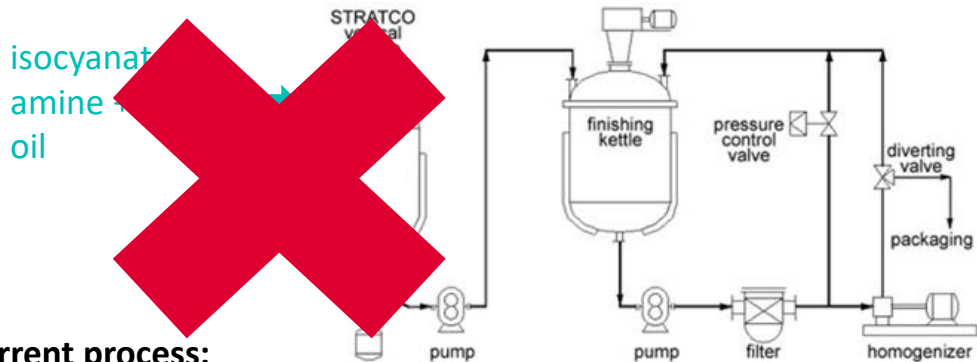 STRATCO
isocyanat
amine
oil
finishing
kettle
pressure
control
valve
diverting
valve
packaging
rrent process:
pump
pump
filter
homogenizer